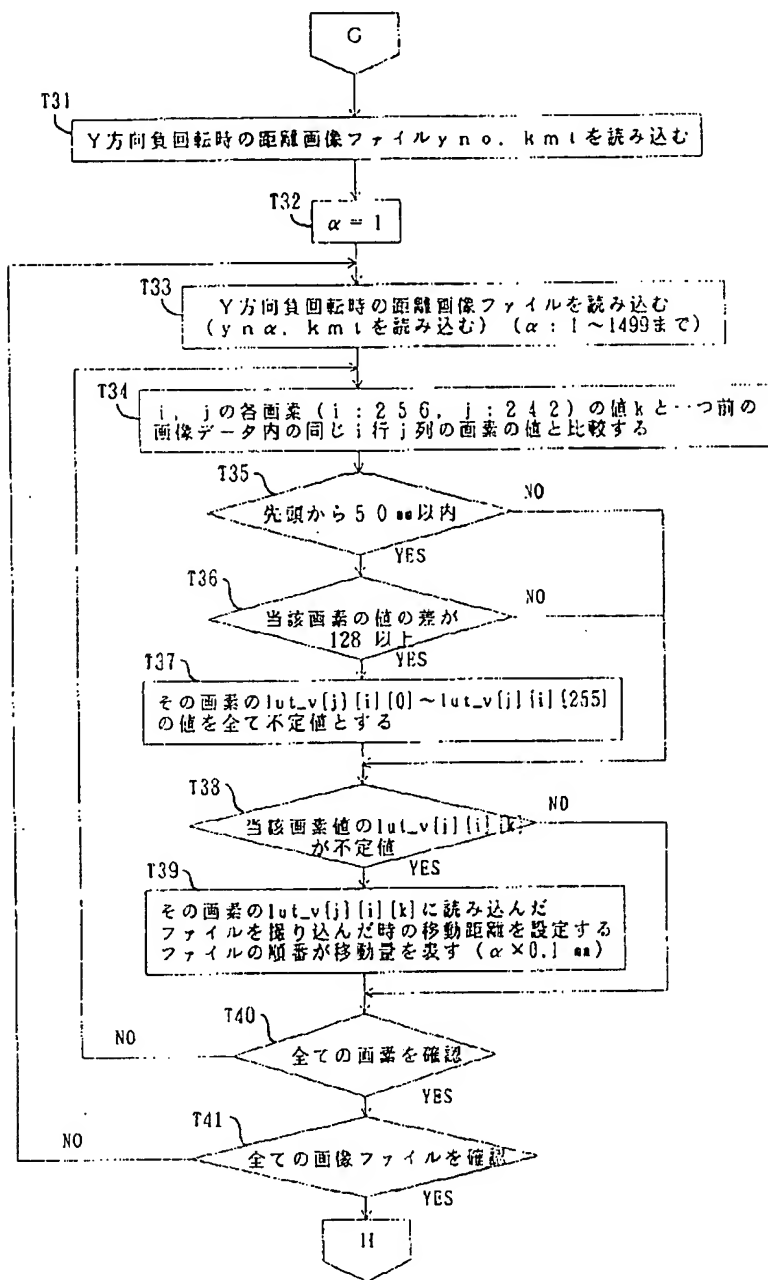 G
T31
Y方向負回転時の距離画像ファイルyno.kmtを読み込む
T32
α=1
T33
Y方向負回転時の距離画像ファイルを読み込む
(ynα.kmtを読み込む) (α:1~1499まで)
T34
i,jの各画素(i:256,j:242)の値kと一つ前の
画像データ内の同じi行j列の画素の値と比較する
T35
先頭から50mm以内
NO
YES
T36
当該画素の値の差が
128以上
NO
YES
T37
その画素のlut_v[j][i][0]~lut_v[j][i][255]
の値を全て不定値とする
T38
当該画素値のlut_v[j][i][k]
が不定値
NO
YES
T39
その画素のlut_v[j][i][k]に読み込んだ
ファイルを撮り込んだ時の移動距離を設定する
ファイルの順番が移動量を表す(α×0.1mm)
T40
全ての画素を確認
NO
YES
T41
全ての画像ファイルを確認
NO
YES
H